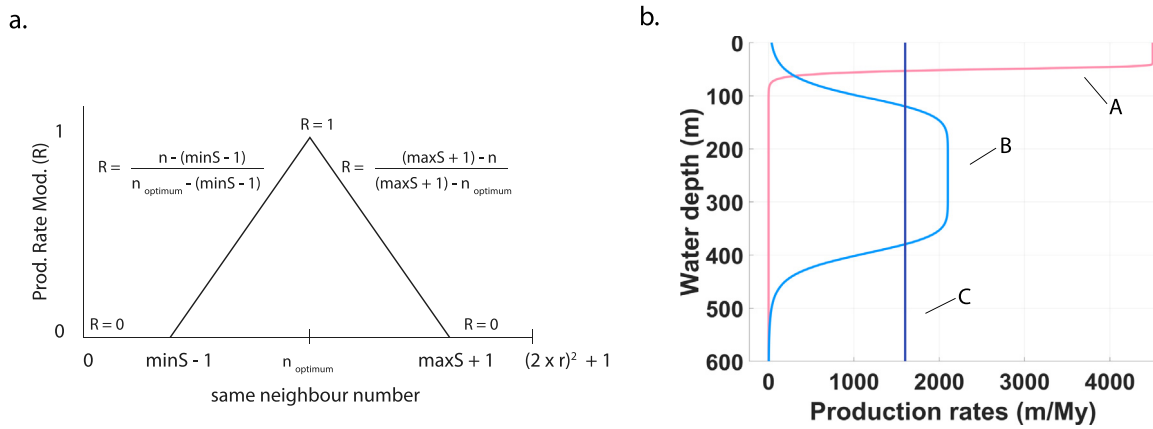 a.
Prod. Rate Mod. (R)
1
0
R = 1
R = n - (minS - 1)
n optimum - (minS - 1)
R = (maxS + 1) - n
(maxS + 1) - n optimum
R = 0
R = 0
0 minS - 1 n optimum maxS + 1 (2 x r)² + 1
same neighbour number
b.
Water depth (m)
0
100
200
300
400
500
600
A
B
C
0 1000 2000 3000 4000
Production rates (m/My)